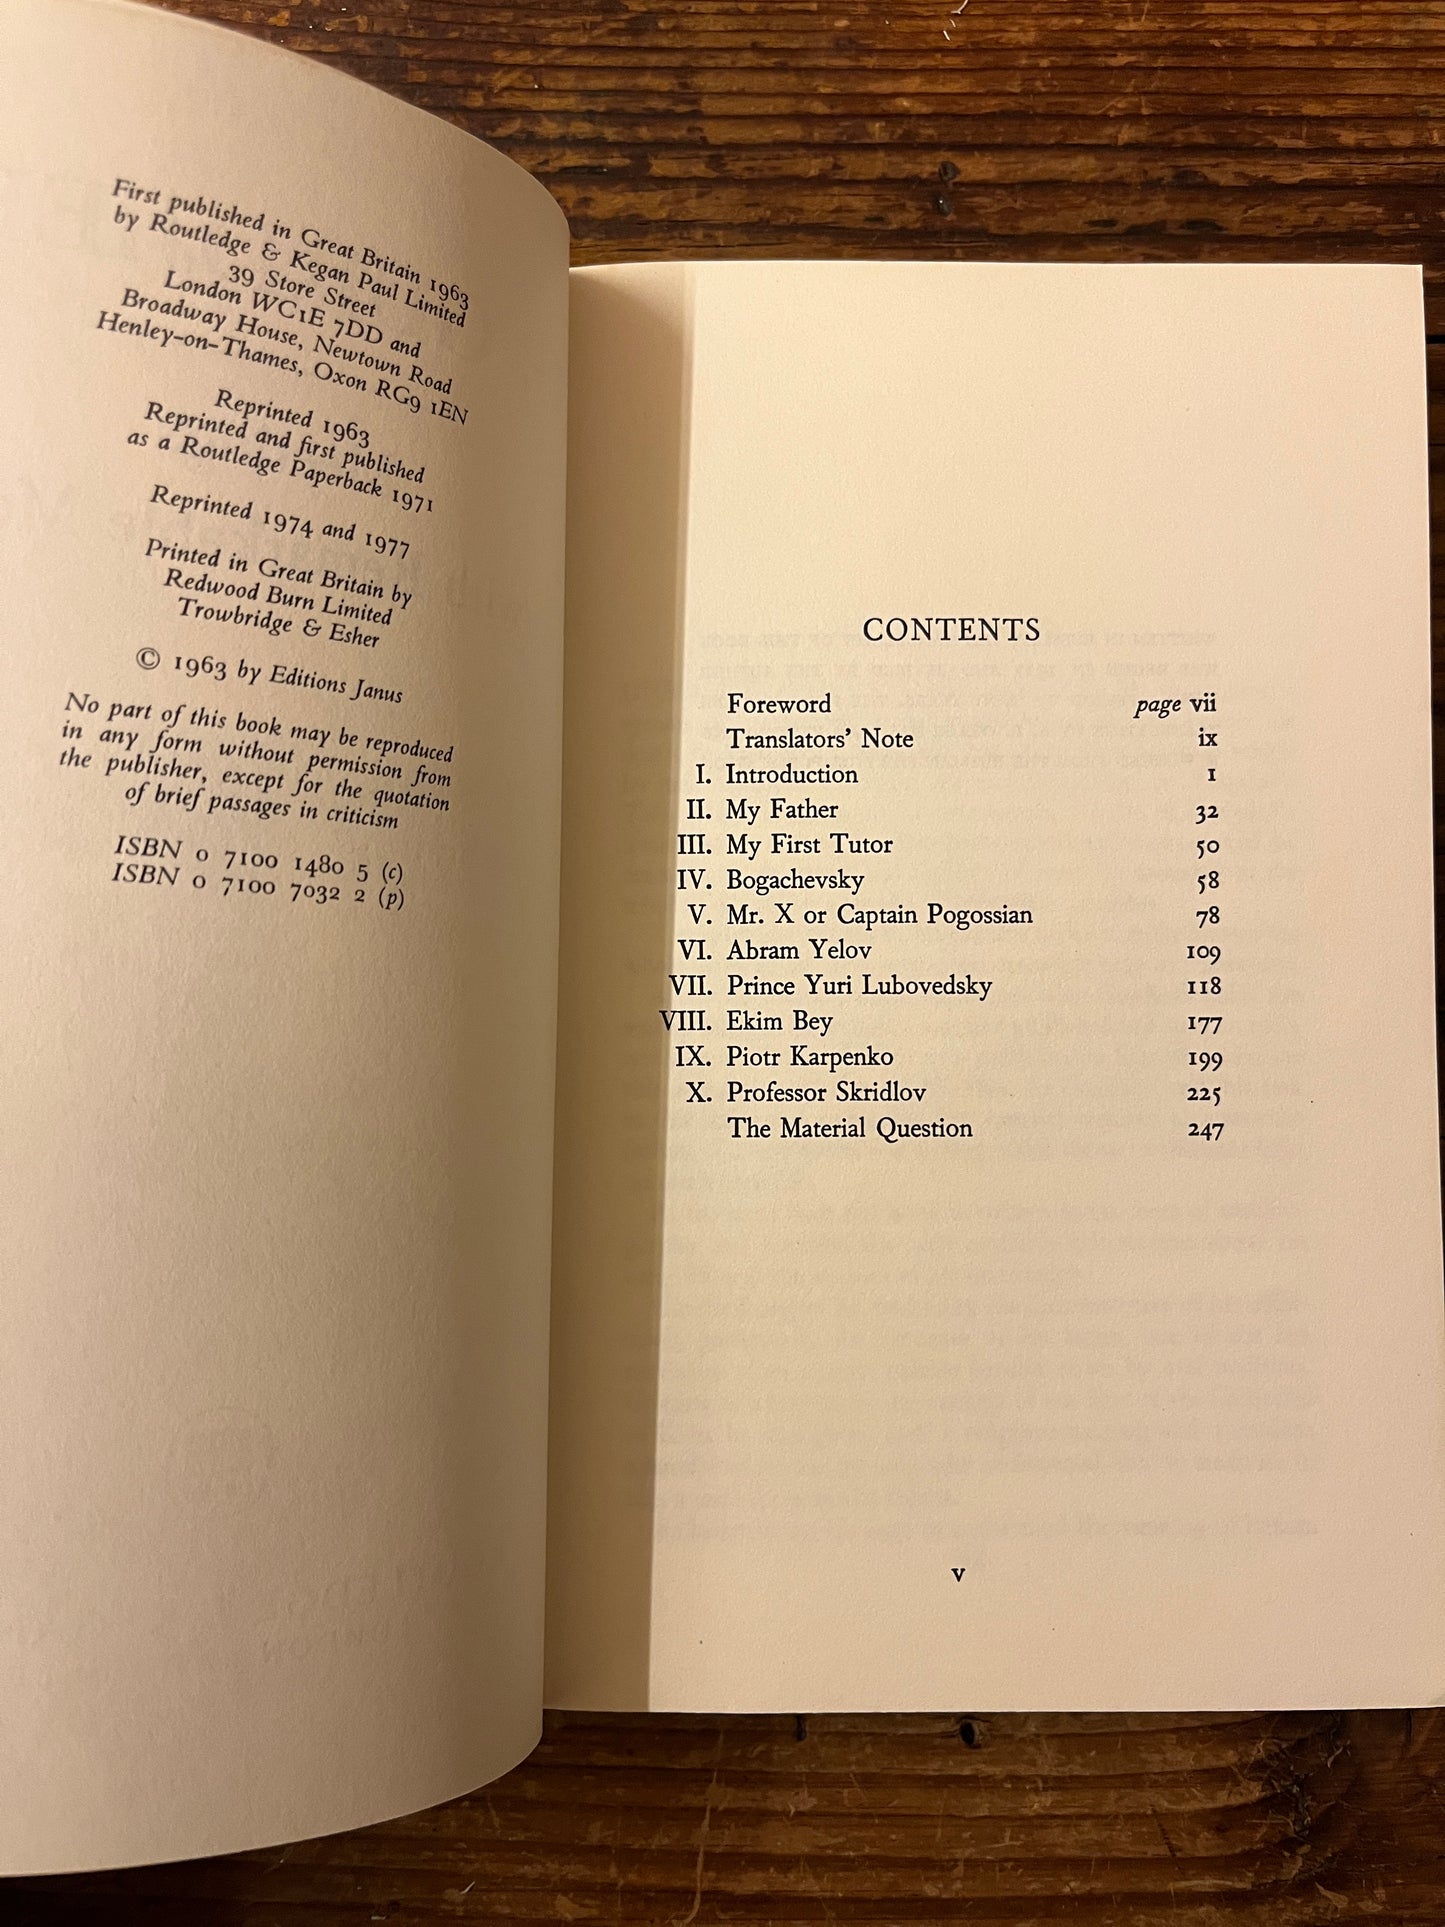 First published in Great Britain 1963
by Routledge & Kegan Paul Limited
39 Store Street
London WC1E 7DD and
Broadway House, Newtown Road
Henley-on-Thames, Oxon RG9 1EN
Reprinted 1963
Reprinted and first published
as a Routledge Paperback 1971
Reprinted 1974 and 1977
Printed in Great Britain by
Redwood Burn Limited
Trowbridge & Esher
© 1963 by Editions Janus
No part of this book may be reproduced
in any form without permission from
the publisher, except for the quotation
of brief passages in criticism
ISBN 0 7100 1480 5 (c)
ISBN 0 7100 7032 2 (p)
CONTENTS
Foreword page vii
Translators' Note ix
I. Introduction 1
II. My Father 32
III. My First Tutor 50
IV. Bogachevsky 58
V. Mr. X or Captain Pogossian 78
VI. Abram Yelov 109
VII. Prince Yuri Lubovedsky 118
VIII. Ekim Bey 177
IX. Piotr Karpenko 199
X. Professor Skridlov 225
The Material Question 247
v